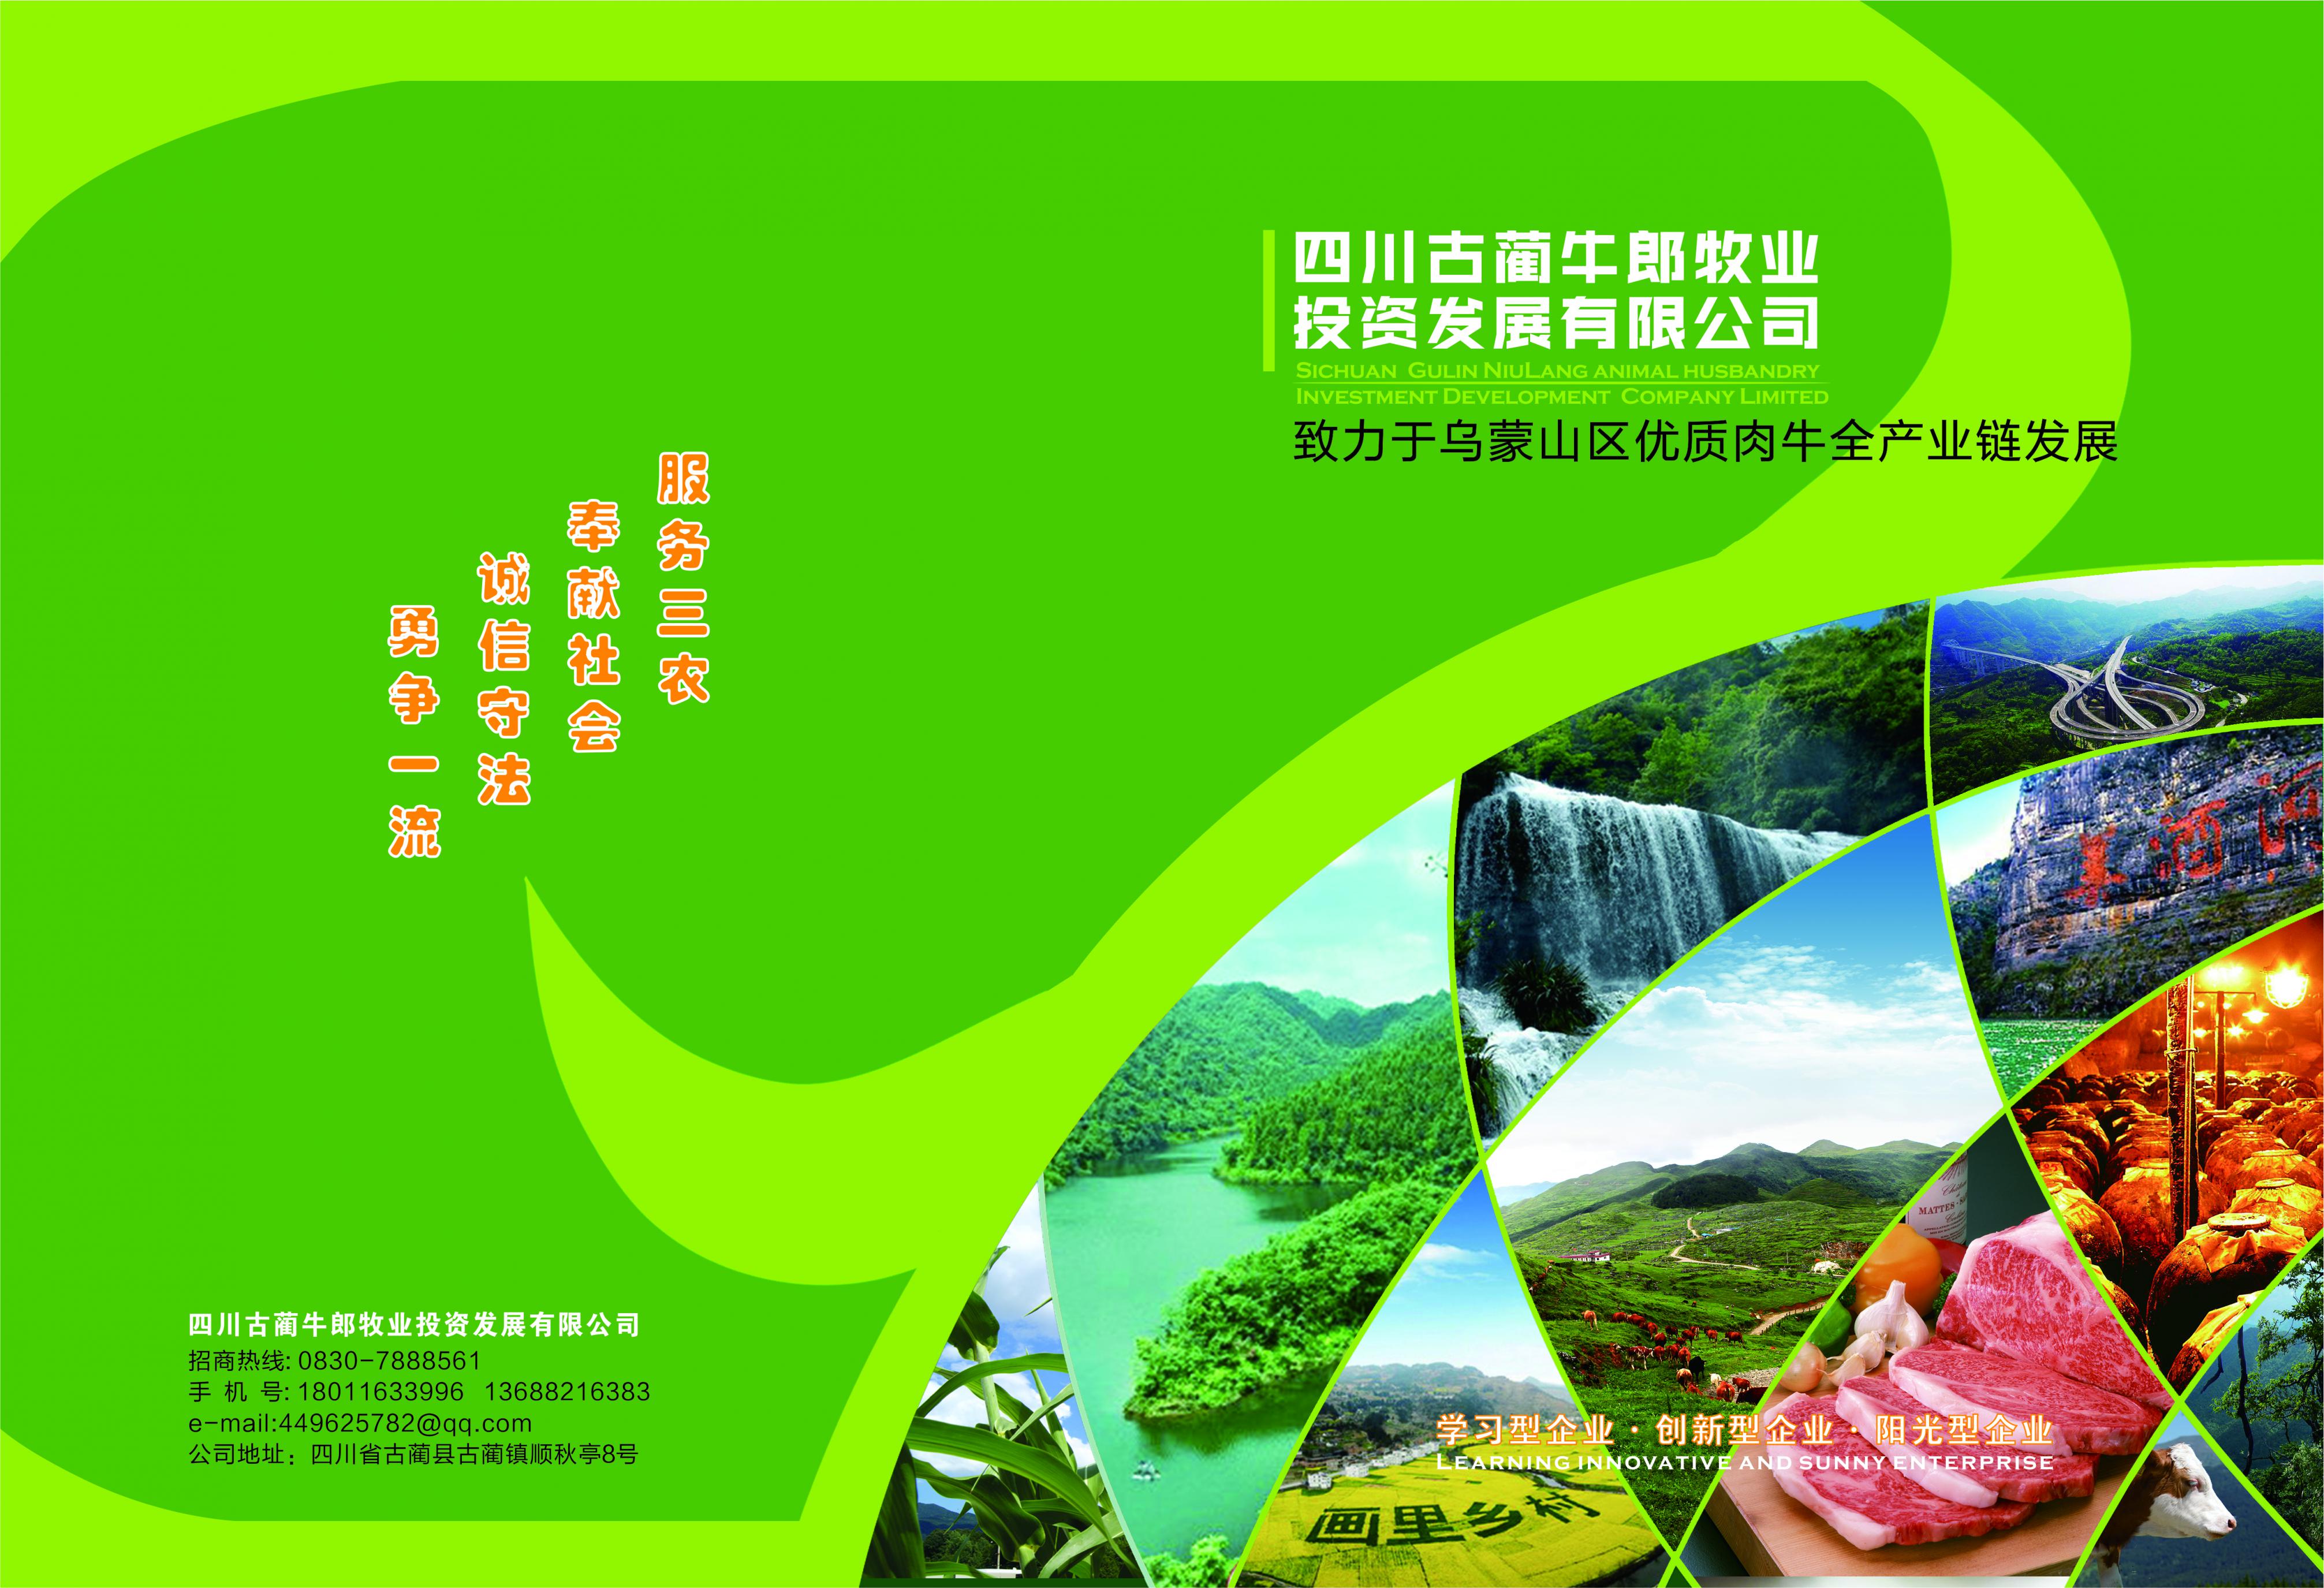 四川古蔺牛郎牧业
投资发展有限公司
SICHUAN GULIN NIULANG ANIMAL HUSBANDRY
INVESTMENT DEVELOPMENT COMPANY LIMITED
致力于乌蒙山区优质肉牛全产业链发展
服务三农
奉献社会
诚信守法
勇争一流
美酒河
MATTES
画里乡村
学习型企业·创新型企业·阳光型企业
LEARNING INNOVATIVE AND SUNNY ENTERPRISE
四川古蔺牛郎牧业投资发展有限公司
招商热线: 0830-7888561
手 机 号: 18011633996 13688216383
e-mail:449625782@qq.com
公司地址：四川省古蔺县古蔺镇顺秋亭8号